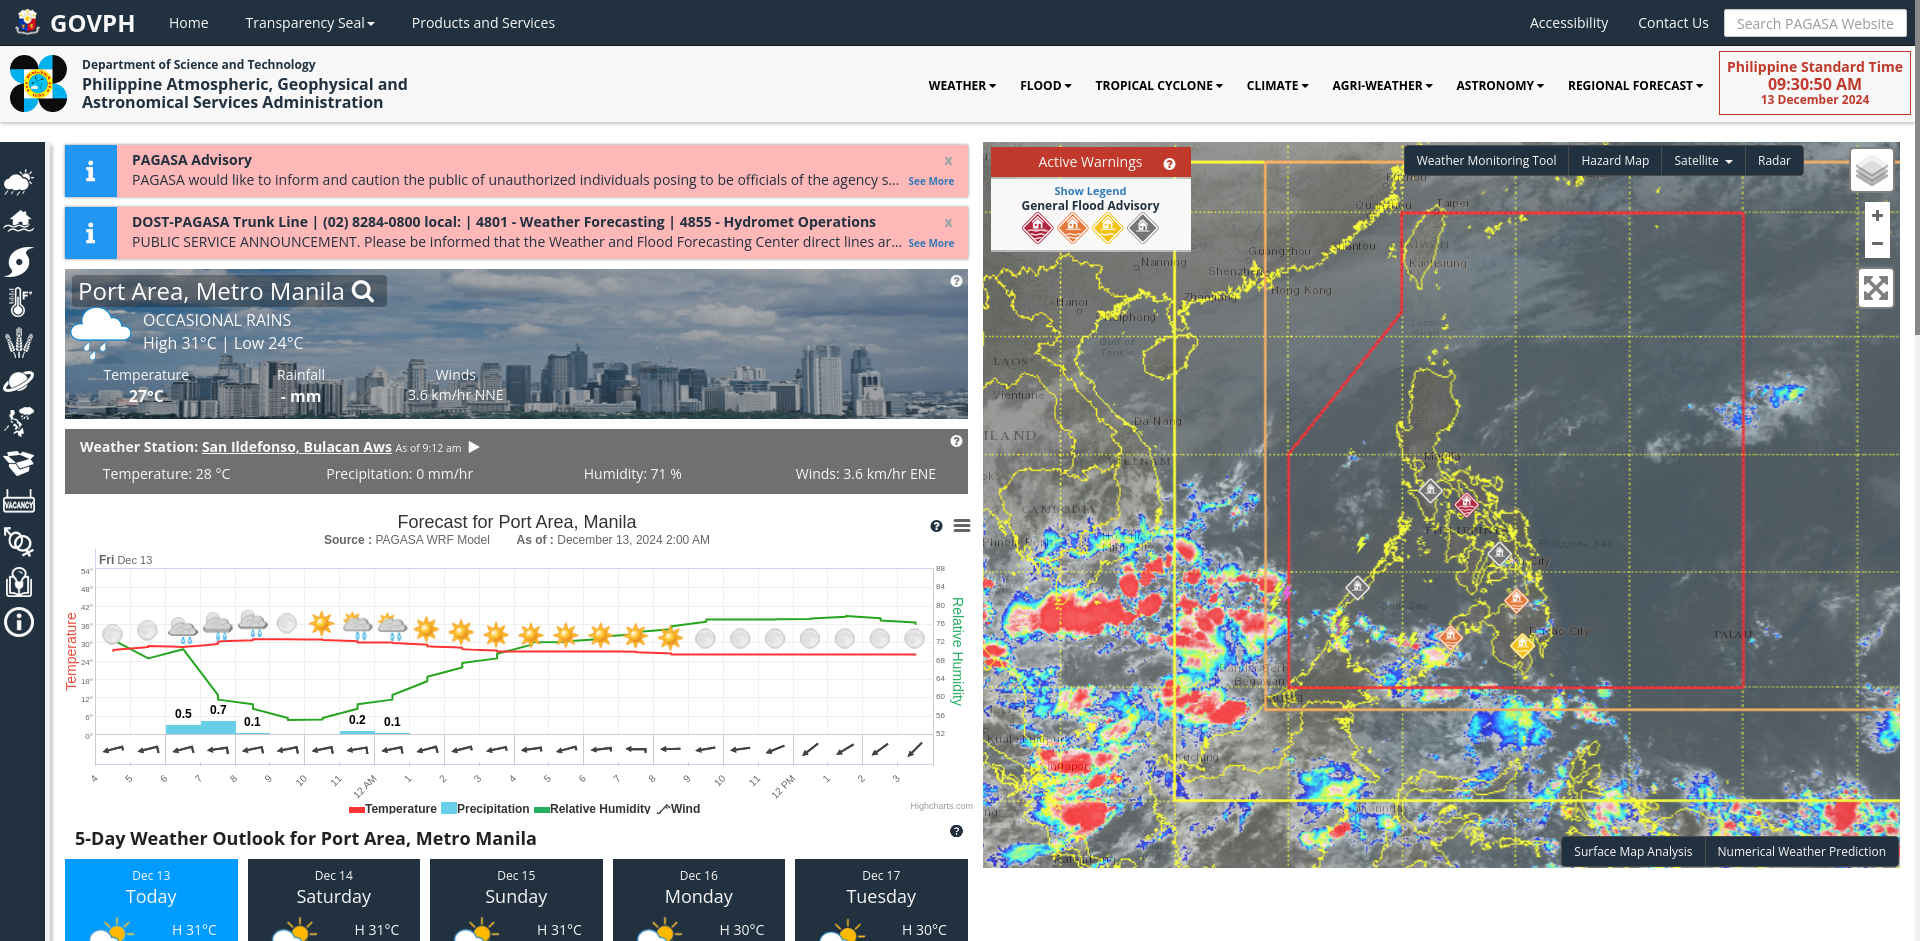 GOVPH
Home
Transparency Seal
Products and Services
Accessibility
Contact Us
Search PAGASA Website
Department of Science and Technology
Philippine Atmospheric, Geophysical and
Astronomical Services Administration
WEATHER
FLOOD
TROPICAL CYCLONE
CLIMATE
AGRI-WEATHER
ASTRONOMY
REGIONAL FORECAST
Philippine Standard Time
09:30:50 AM
13 December 2024
PAGASA Advisory
x
PAGASA would like to inform and caution the public of unauthorized individuals posing to be officials of the agency s...
See More
DOST-PAGASA Trunk Line | (02) 8284-0800 local: | 4801 - Weather Forecasting | 4855 - Hydromet Operations
x
PUBLIC SERVICE ANNOUNCEMENT. Please be informed that the Weather and Flood Forecasting Center direct lines ar...
See More
Port Area, Metro Manila
OCCASIONAL RAINS
High 31°C | Low 24°C
Temperature
Rainfall
Winds
27°C
- mm
3.6 km/hr NNE
Weather Station: San Ildefonso, Bulacan Aws As of 9:12 am
Temperature: 28 °C
Precipitation: 0 mm/hr
Humidity: 71 %
Winds: 3.6 km/hr ENE
Forecast for Port Area, Manila
Source : PAGASA WRF Model As of : December 13, 2024 2:00 AM
Fri Dec 13
Temperature
54°
48°
42°
36°
30°
24°
18°
12°
6°
0°
0.5
0.7
0.1
0.2
0.1
88
84
80
76
72
68
64
60
56
52
Relative Humidity
4 5 6 7 8 9 10 11 12 AM 1 2 3 4 5 6 7 8 9 10 11 12 PM 1 2 3
Temperature Precipitation Relative Humidity Wind
Highcharts.com
5-Day Weather Outlook for Port Area, Metro Manila
Dec 13
Today
H 31°C
Dec 14
Saturday
H 31°C
Dec 15
Sunday
H 31°C
Dec 16
Monday
H 30°C
Dec 17
Tuesday
H 30°C
VACANCY
Active Warnings
Show Legend
General Flood Advisory
Weather Monitoring Tool
Hazard Map
Satellite
Radar
+
−
Taipei
TAIWAN
Kaohsiung
Guangzhou
Nanning
Shenzhen
Hong Kong
Zhanjiang
Hanoi
Haiphong
Gulf of
Tonkin
Luzon
LAOS
Vientiane
Da Nang
VIETNAM
Manila
CAMBODIA
Philippine Sea
Sulu Sea
Davao City
PALAU
Bandar Seri
Begawan
Kuala Lumpur
Kuching
Surface Map Analysis
Numerical Weather Prediction